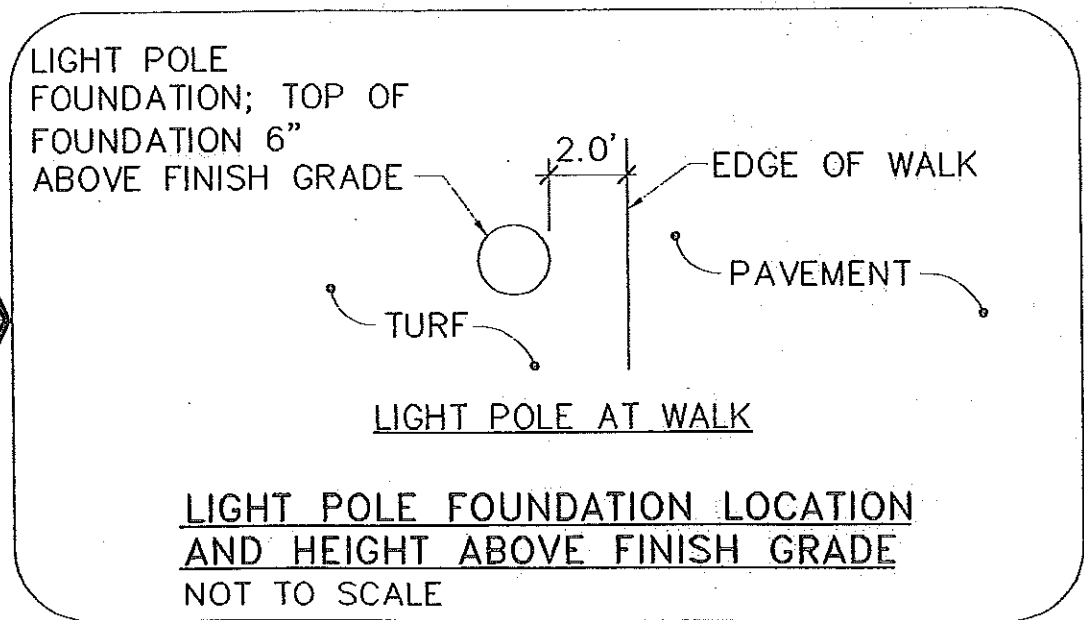 LIGHT POLE
FOUNDATION; TOP OF
FOUNDATION 6"
ABOVE FINISH GRADE
2.0'
EDGE OF WALK
PAVEMENT
TURF
LIGHT POLE AT WALK
LIGHT POLE FOUNDATION LOCATION
AND HEIGHT ABOVE FINISH GRADE
NOT TO SCALE